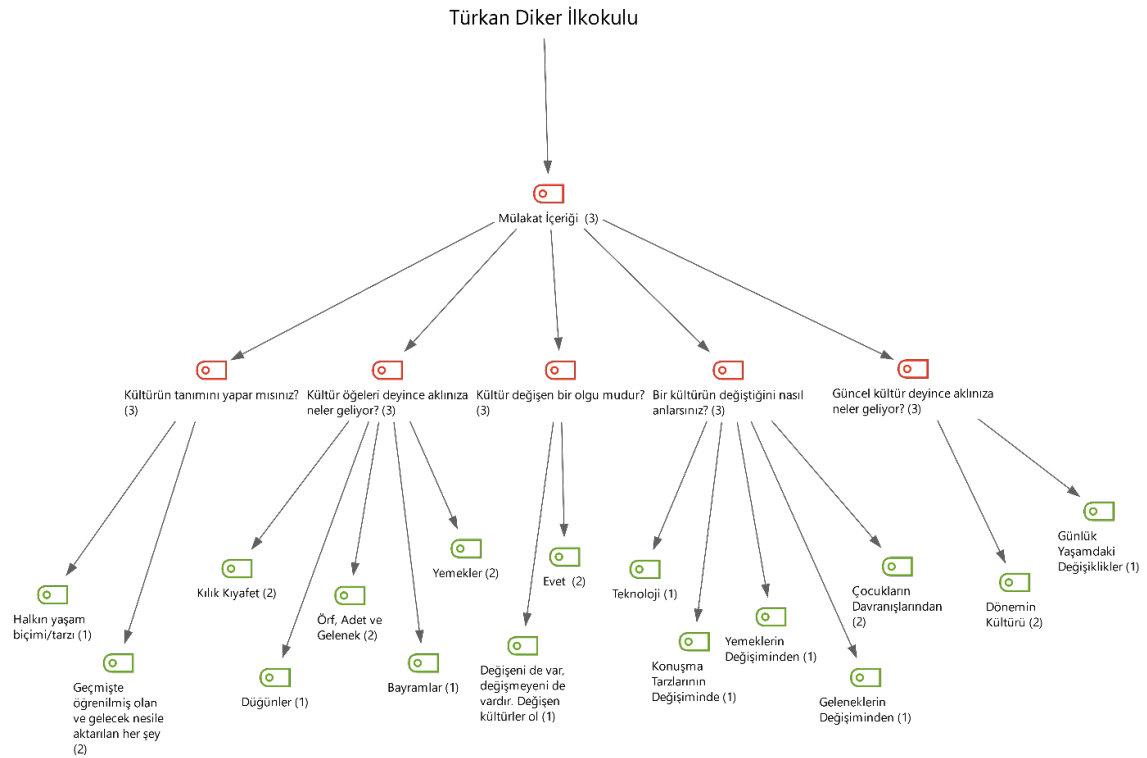 Türkan Diker İlkokulu
Mülakat İçeriği (3)
Kültürün tanımını yapar mısınız?
(3)
Kültür öğeleri deyince aklınıza
neler geliyor? (3)
Kültür değişen bir olgu mudur?
(3)
Bir kültürün değiştiğini nasıl
anlarsınız? (3)
Güncel kültür deyince aklınıza
neler geliyor? (3)
Halkın yaşam
biçimi/tarzı (1)
Geçmişte
öğrenilmiş olan
ve gelecek nesile
aktarılan her şey
(2)
Kılık Kıyafet (2)
Düğünler (1)
Örf, Adet ve
Gelenek (2)
Bayramlar (1)
Yemekler (2)
Değişeni de var,
değişmeyeni de
vardır. Değişen
kültürler ol (1)
Evet (2)
Teknoloji (1)
Konuşma
Tarzlarının
Değişiminde (1)
Yemeklerin
Değişiminden (1)
Geleneklerin
Değişiminden (1)
Çocukların
Davranışlarından
(2)
Dönemin
Kültürü (2)
Günlük
Yaşamdaki
Değişiklikler (1)